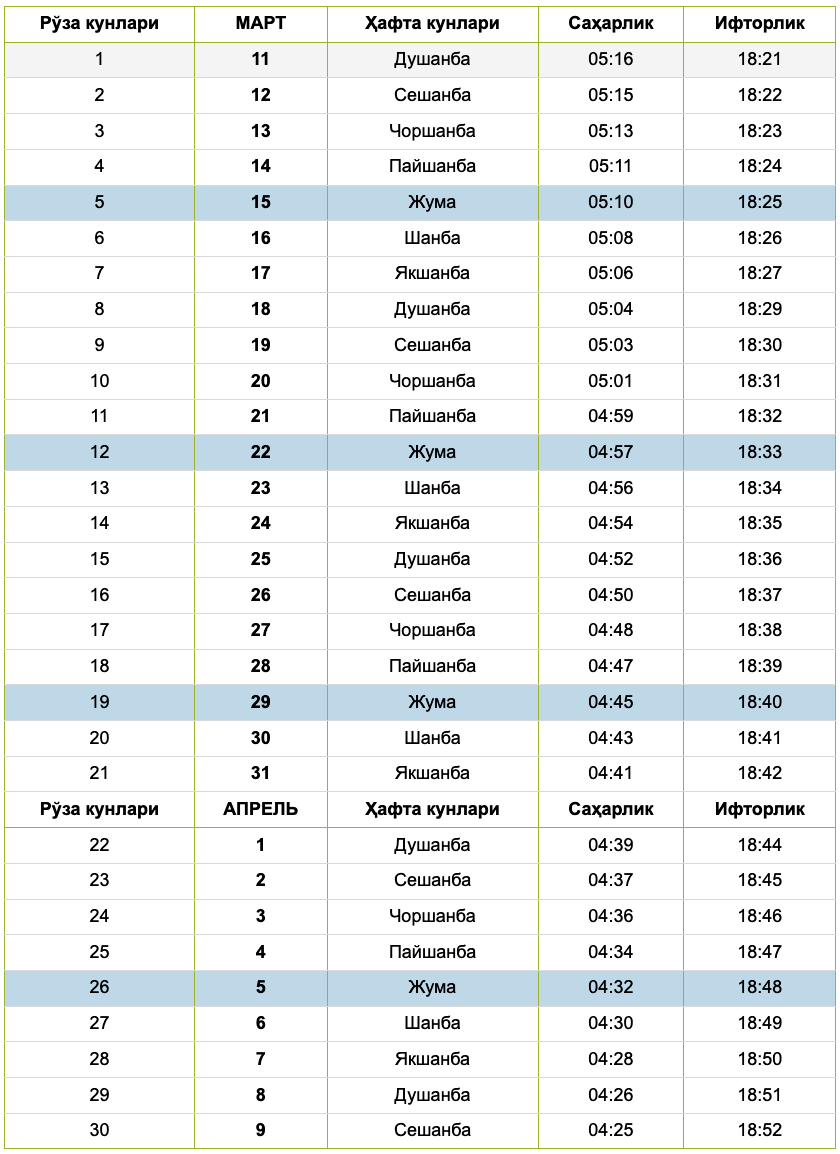 Рўза кунлари МАРТ Ҳафта кунлари Саҳарлик Ифторлик
1 11 Душанба 05:16 18:21
2 12 Сешанба 05:15 18:22
3 13 Чоршанба 05:13 18:23
4 14 Пайшанба 05:11 18:24
5 15 Жума 05:10 18:25
6 16 Шанба 05:08 18:26
7 17 Якшанба 05:06 18:27
8 18 Душанба 05:04 18:29
9 19 Сешанба 05:03 18:30
10 20 Чоршанба 05:01 18:31
11 21 Пайшанба 04:59 18:32
12 22 Жума 04:57 18:33
13 23 Шанба 04:56 18:34
14 24 Якшанба 04:54 18:35
15 25 Душанба 04:52 18:36
16 26 Сешанба 04:50 18:37
17 27 Чоршанба 04:48 18:38
18 28 Пайшанба 04:47 18:39
19 29 Жума 04:45 18:40
20 30 Шанба 04:43 18:41
21 31 Якшанба 04:41 18:42
Рўза кунлари АПРЕЛЬ Ҳафта кунлари Саҳарлик Ифторлик
22 1 Душанба 04:39 18:44
23 2 Сешанба 04:37 18:45
24 3 Чоршанба 04:36 18:46
25 4 Пайшанба 04:34 18:47
26 5 Жума 04:32 18:48
27 6 Шанба 04:30 18:49
28 7 Якшанба 04:28 18:50
29 8 Душанба 04:26 18:51
30 9 Сешанба 04:25 18:52